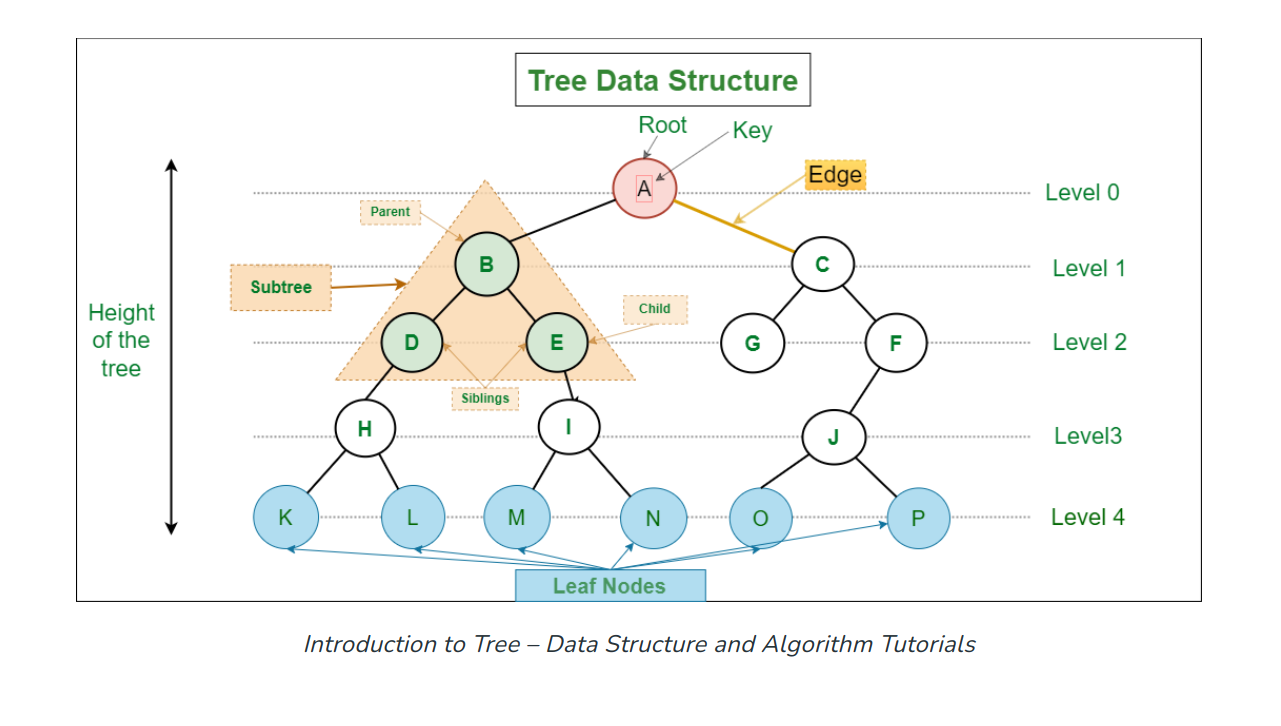 Tree Data Structure
Root
Key
A
Edge
Level 0
Parent
B
C
Level 1
Subtree
Child
Height
of the
tree
D
E
G
F
Level 2
Siblings
H
I
J
Level3
K
L
M
N
O
P
Level 4
Leaf Nodes
Introduction to Tree – Data Structure and Algorithm Tutorials